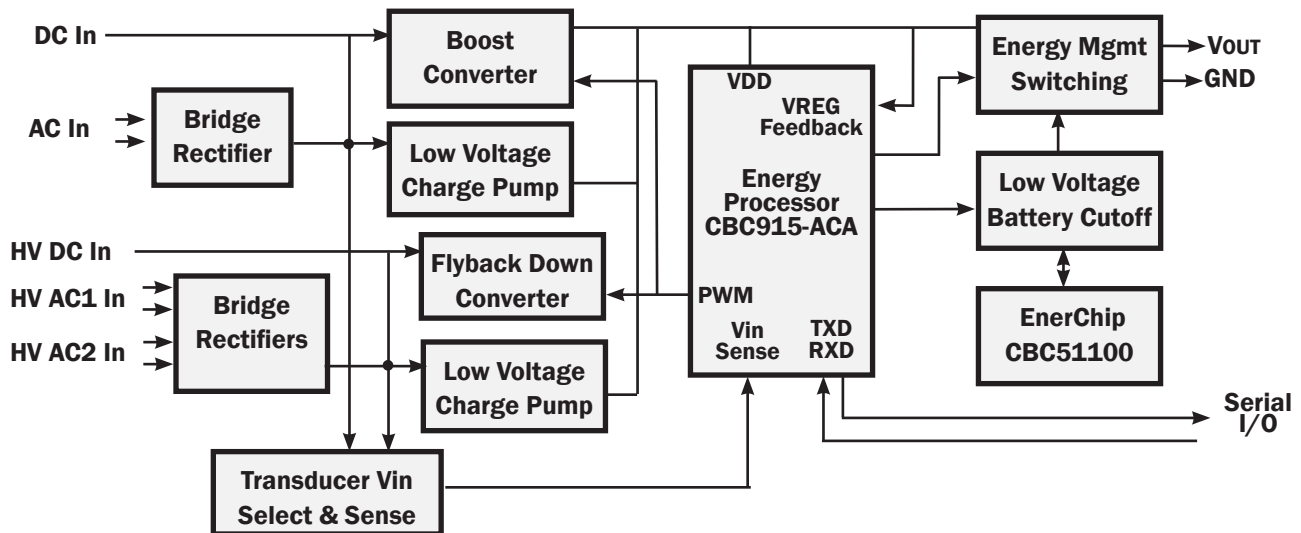 DC In
Boost
Converter
Energy Mgmt
Switching
VOUT
GND
VDD
VREG
Feedback
AC In
Bridge
Rectifier
Low Voltage
Charge Pump
Energy
Processor
CBC915-ACA
Low Voltage
Battery Cutoff
HV DC In
Flyback Down
Converter
HV AC1 In
HV AC2 In
Bridge
Rectifiers
PWM
Vin
Sense
TXD
RXD
EnerChip
CBC51100
Low Voltage
Charge Pump
Serial
I/O
Transducer Vin
Select & Sense